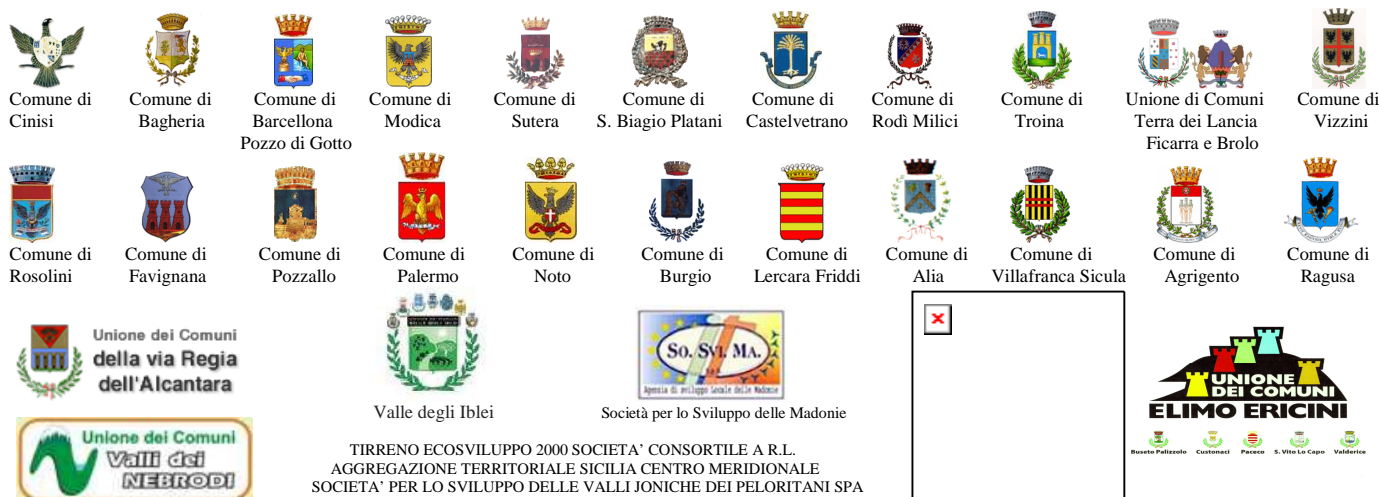 Comune di Cinisi
Comune di Bagheria
Comune di Barcellona Pozzo di Gotto
Comune di Modica
Comune di Sutera
Comune di S. Biagio Platani
Comune di Castelvetrano
Comune di Rodì Milici
Comune di Troina
Unione di Comuni Terra dei Lancia Ficarra e Brolo
Comune di Vizzini
Comune di Rosolini
Comune di Favignana
Comune di Pozzallo
Comune di Palermo
Comune di Noto
Comune di Burgio
Comune di Lercara Friddi
Comune di Alia
Comune di Villafranca Sicula
Comune di Agrigento
Comune di Ragusa
Unione dei Comuni
della via Regia
dell'Alcantara
Valle degli Iblei
SO. SVI. MA.
Agenzia di sviluppo Locale delle Madonie
Società per lo Sviluppo delle Madonie
UNIONE
DEI COMUNI
ELIMO ERICINI
Buseto Palizzolo Custonaci Paceco S. Vito Lo Capo Valderice
Unione dei Comuni
Valli dei
NEBRODI
TIRRENO ECOSVILUPPO 2000 SOCIETA' CONSORTILE A R.L.
AGGREGAZIONE TERRITORIALE SICILIA CENTRO MERIDIONALE
SOCIETA' PER LO SVILUPPO DELLE VALLI JONICHE DEI PELORITANI SPA